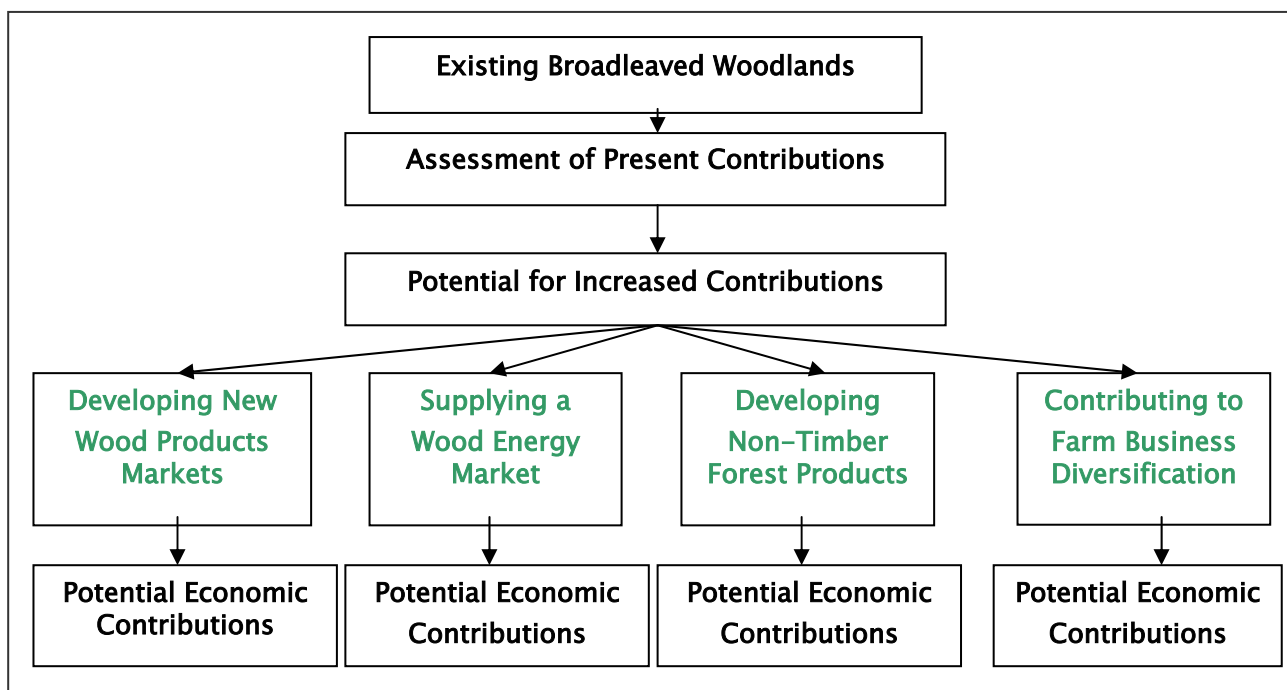 Existing Broadleaved Woodlands
Assessment of Present Contributions
Potential for Increased Contributions
Developing New
Wood Products
Markets
Supplying a
Wood Energy
Market
Developing
Non-Timber
Forest Products
Contributing to
Farm Business
Diversification
Potential Economic
Contributions
Potential Economic
Contributions
Potential Economic
Contributions
Potential Economic
Contributions